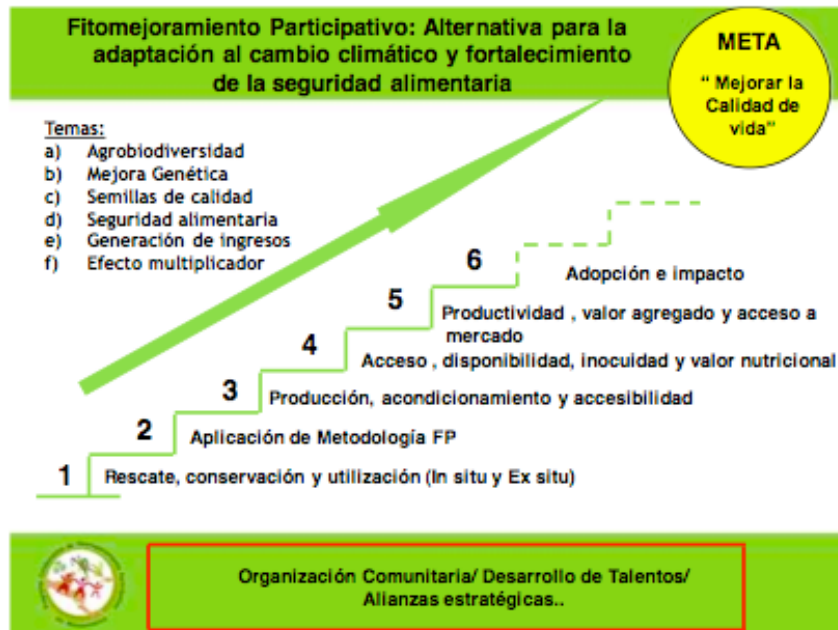 Fitomejoramiento Participativo: Alternativa para la
adaptación al cambio climático y fortalecimiento
de la seguridad alimentaria
META
“ Mejorar la
Calidad de
vida”
Temas:
a) Agrobiodiversidad
b) Mejora Genética
c) Semillas de calidad
d) Seguridad alimentaria
e) Generación de ingresos
f) Efecto multiplicador
6
Adopción e impacto
5
Productividad , valor agregado y acceso a
mercado
4
Acceso , disponibilidad, inocuidad y valor nutricional
3
Producción, acondicionamiento y accesibilidad
2
Aplicación de Metodología FP
1
Rescate, conservación y utilización (In situ y Ex situ)
Organización Comunitaria/ Desarrollo de Talentos/
Alianzas estratégicas..